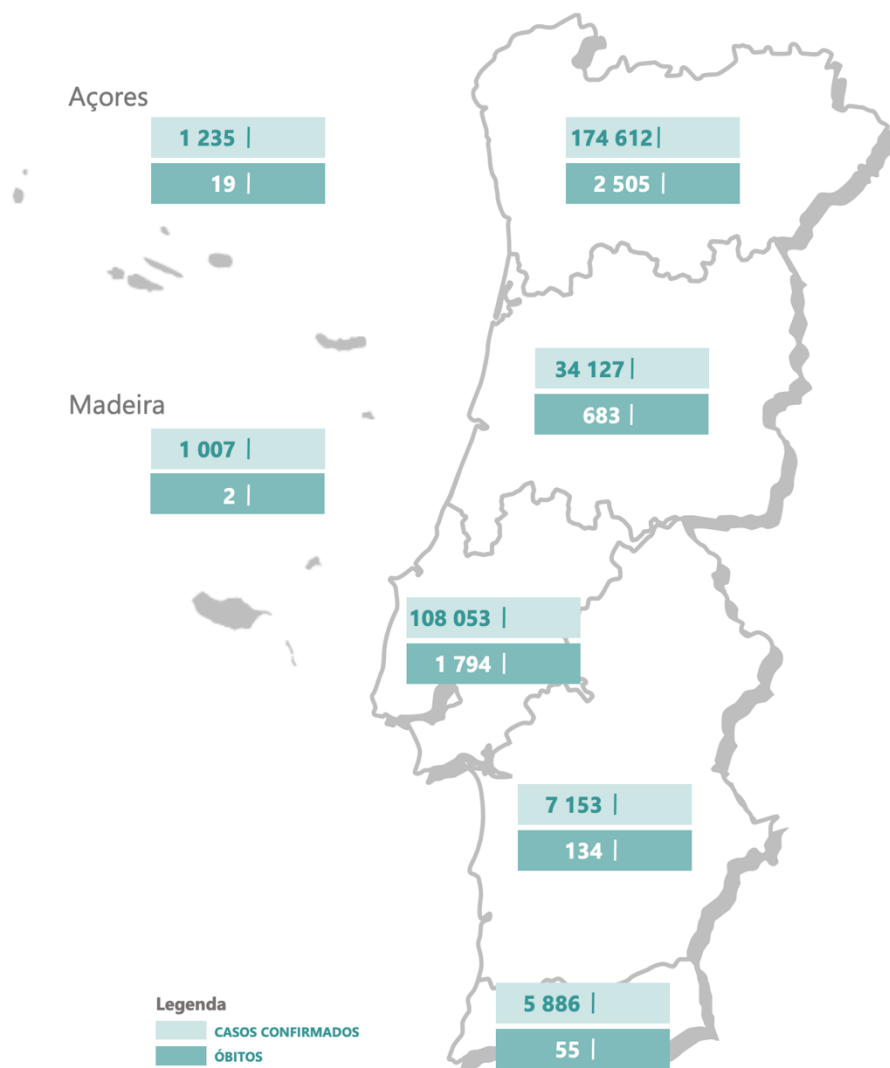 Açores
1 235 |
19 |
174 612|
2 505 |
34 127 |
683 |
Madeira
1 007 |
2 |
108 053 |
1 794 |
7 153 |
134 |
5 886 |
55 |
Legenda
CASOS CONFIRMADOS
ÓBITOS